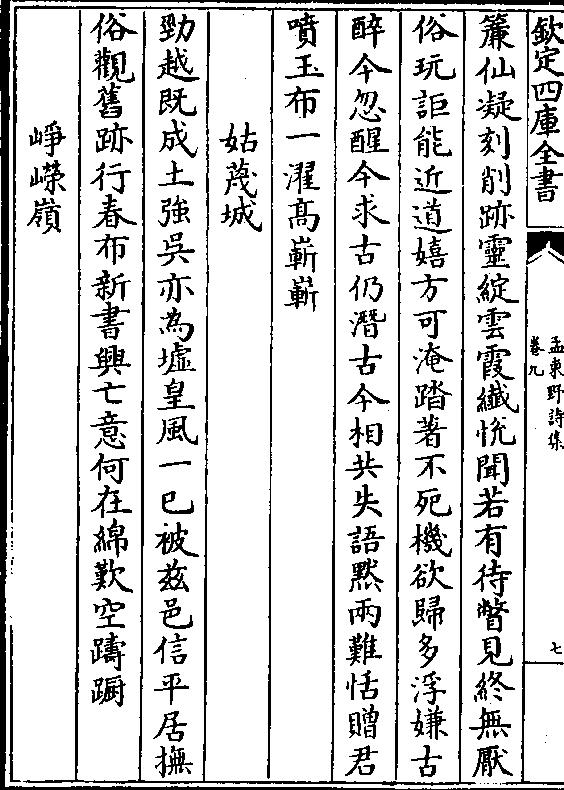 欽定四庫全書
孟東野詩集
卷九
七
簾仙凝刻削跡靈綻雲霞纎恱聞若有待瞥見終無厭
俗玩詎能近道嬉方可淹踏著不死機欲歸多浮嫌古
醉今忽醒今求古仍潛古今相共失語黙兩難恬贈君
噴玉布一濯髙嶄嶄
姑蔑城
勁越既成土強吳亦為墟皇風一已被兹邑信平居撫
俗觀舊跡行春布新書興亡意何在綿歎空躊躕
崢嶸嶺